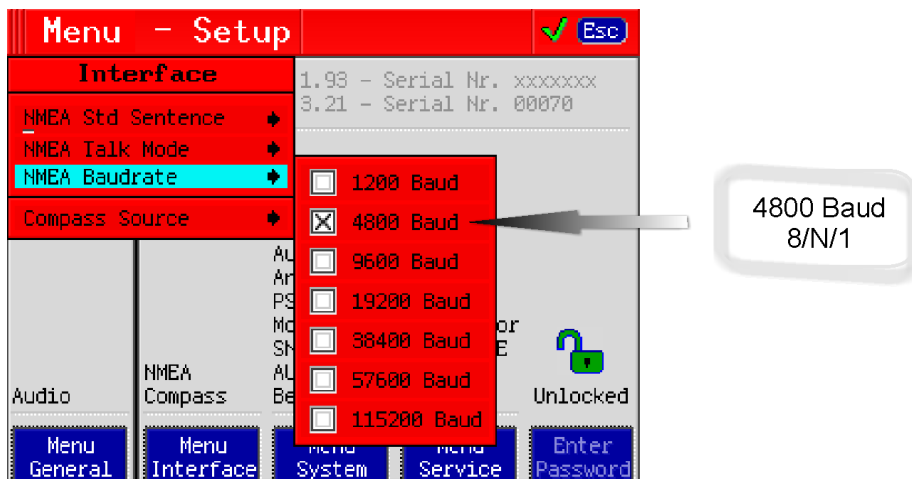 Menu - Setup
Esc
Interface
1.93 - Serial Nr. xxxxxxx
3.21 - Serial Nr. 00070
NMEA Std Sentence
NMEA Talk Mode
NMEA Baudrate
Compass Source
1200 Baud
4800 Baud
9600 Baud
19200 Baud
38400 Baud
57600 Baud
115200 Baud
4800 Baud
8/N/1
Audio
NMEA
Compass
Unlocked
Menu
General
Menu
Interface
Menu
System
Menu
Service
Enter
Password